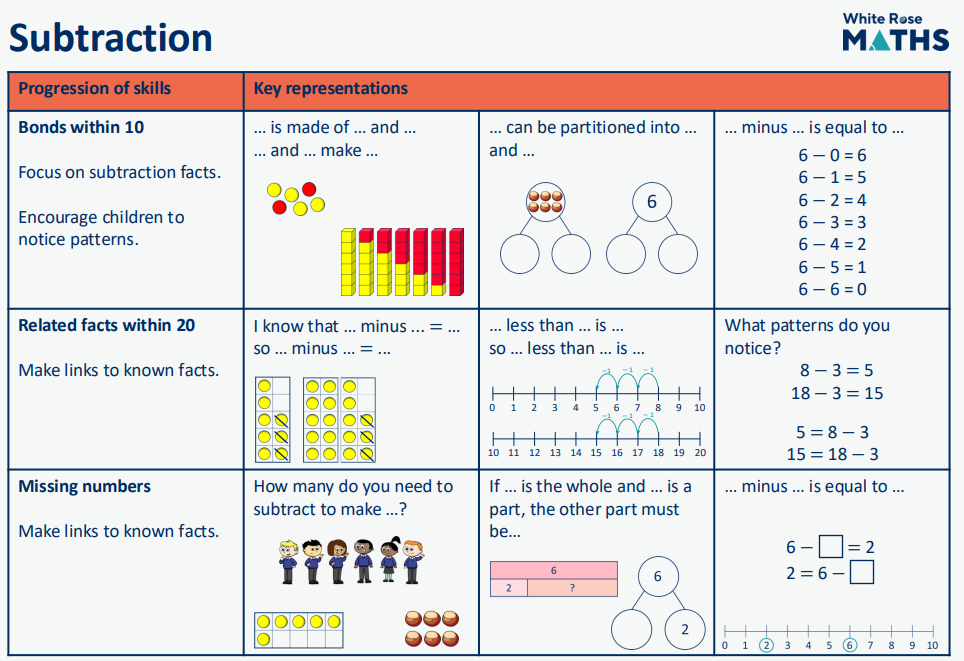 Subtraction
White Rose
MATHS
Progression of skills
Key representations
Bonds within 10
Focus on subtraction facts.
Encourage children to
notice patterns.
... is made of ... and ...
... and ... make ...
... can be partitioned into ...
and ...
6
... minus ... is equal to ...
6 − 0 = 6
6 − 1 = 5
6 − 2 = 4
6 − 3 = 3
6 − 4 = 2
6 − 5 = 1
6 − 6 = 0
Related facts within 20
Make links to known facts.
I know that ... minus ... = ...
so ... minus ... = ...
... less than ... is ...
so ... less than ... is ...
−1 −1 −1
0 1 2 3 4 5 6 7 8 9 10
−1 −1 −1
10 11 12 13 14 15 16 17 18 19 20
What patterns do you
notice?
8 − 3 = 5
18 − 3 = 15
5 = 8 − 3
15 = 18 − 3
Missing numbers
Make links to known facts.
How many do you need to
subtract to make ...?
If ... is the whole and ... is a
part, the other part must
be...
6
2 ?
6
2
... minus ... is equal to ...
6 − = 2
2 = 6 −
0 1 2 3 4 5 6 7 8 9 10